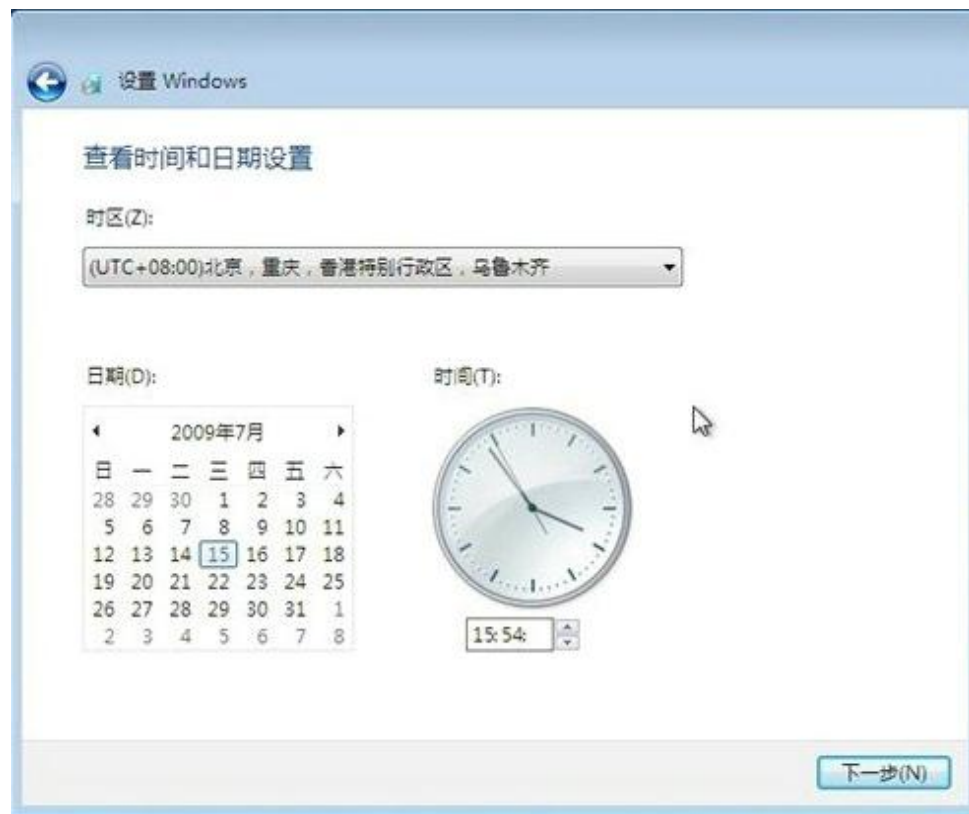 设置 Windows
查看时间和日期设置
时区(Z):
(UTC+08:00)北京，重庆，香港特别行政区，乌鲁木齐
日期(D):
时间(T):
2009年7月
日 一 二 三 四 五 六
28 29 30 1 2 3 4
5 6 7 8 9 10 11
12 13 14 15 16 17 18
19 20 21 22 23 24 25
26 27 28 29 30 31 1
2 3 4 5 6 7 8
15:54:
下一步(N)